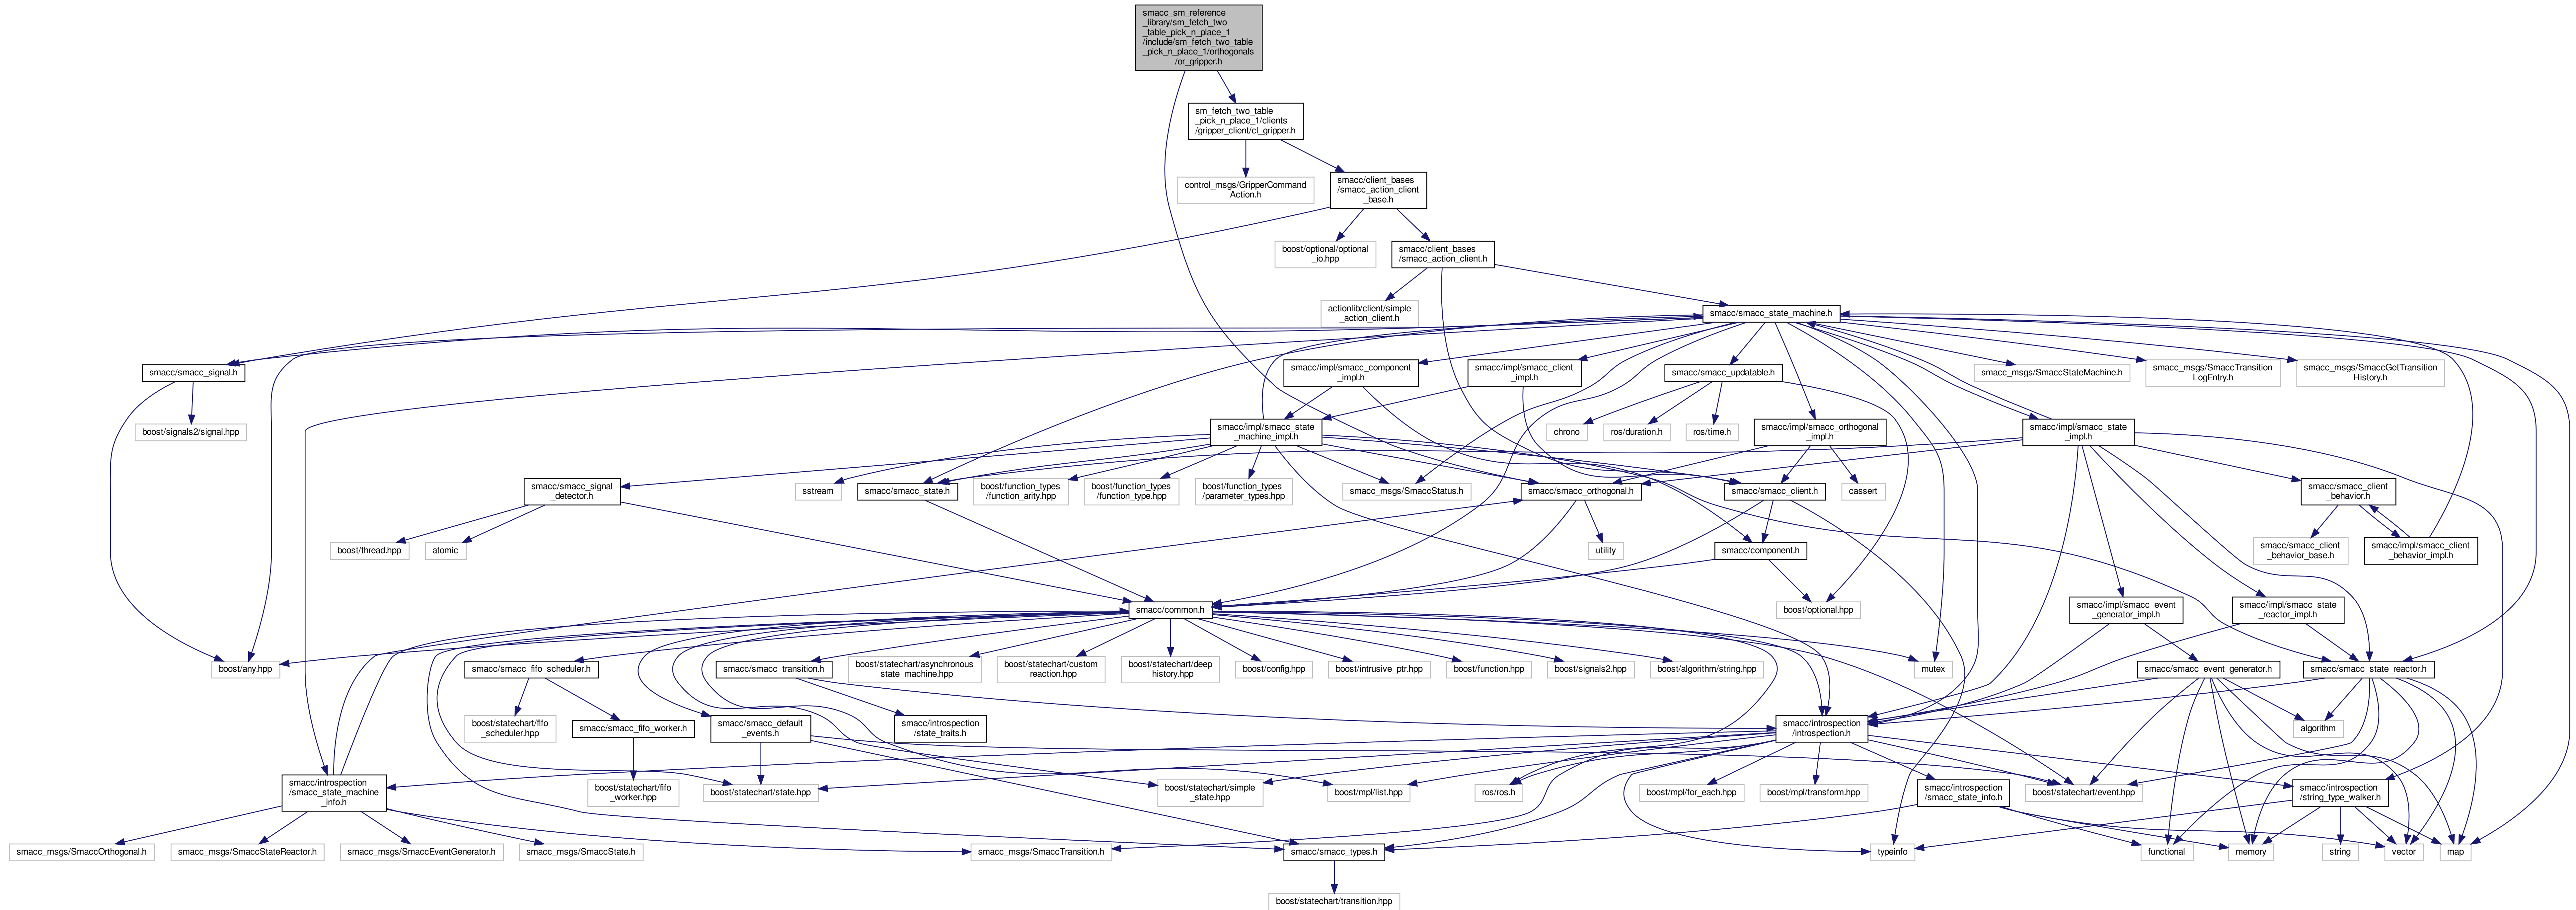 smacc_sm_reference
_library/sm_fetch_two
_table_pick_n_place_1
/include/sm_fetch_two_table
_pick_n_place_1/orthogonals
/or_gripper.h
sm_fetch_two_table
_pick_n_place_1/clients
/gripper_client/cl_gripper.h
control_msgs/GripperCommand
Action.h
smacc/client_bases
/smacc_action_client
_base.h
boost/optional/optional
_io.hpp
smacc/client_bases
/smacc_action_client.h
actionlib/client/simple
_action_client.h
smacc/smacc_state_machine.h
smacc/smacc_signal.h
boost/signals2/signal.hpp
smacc/impl/smacc_component
_impl.h
smacc/impl/smacc_client
_impl.h
smacc/smacc_updatable.h
smacc_msgs/SmaccStateMachine.h
smacc_msgs/SmaccTransition
LogEntry.h
smacc_msgs/SmaccGetTransition
History.h
smacc/impl/smacc_state
_machine_impl.h
chrono
ros/duration.h
ros/time.h
smacc/impl/smacc_orthogonal
_impl.h
smacc/impl/smacc_state
_impl.h
smacc/smacc_signal
_detector.h
sstream
smacc/smacc_state.h
boost/function_types
/function_arity.hpp
boost/function_types
/function_type.hpp
boost/function_types
/parameter_types.hpp
smacc_msgs/SmaccStatus.h
smacc/smacc_orthogonal.h
smacc/smacc_client.h
cassert
smacc/smacc_client
_behavior.h
boost/thread.hpp
atomic
utility
smacc/component.h
smacc/smacc_client
_behavior_base.h
smacc/impl/smacc_client
_behavior_impl.h
smacc/common.h
boost/optional.hpp
smacc/impl/smacc_event
_generator_impl.h
smacc/impl/smacc_state
_reactor_impl.h
boost/any.hpp
smacc/smacc_fifo_scheduler.h
smacc/smacc_transition.h
boost/statechart/asynchronous
_state_machine.hpp
boost/statechart/custom
_reaction.hpp
boost/statechart/deep
_history.hpp
boost/config.hpp
boost/intrusive_ptr.hpp
boost/function.hpp
boost/signals2.hpp
boost/algorithm/string.hpp
mutex
smacc/smacc_event_generator.h
smacc/smacc_state_reactor.h
boost/statechart/fifo
_scheduler.hpp
smacc/smacc_fifo_worker.h
smacc/smacc_default
_events.h
smacc/introspection
/state_traits.h
smacc/introspection
/introspection.h
algorithm
smacc/introspection
/smacc_state_machine
_info.h
boost/statechart/fifo
_worker.hpp
boost/statechart/state.hpp
boost/statechart/simple
_state.hpp
boost/mpl/list.hpp
ros/ros.h
boost/mpl/for_each.hpp
boost/mpl/transform.hpp
smacc/introspection
/smacc_state_info.h
boost/statechart/event.hpp
smacc/introspection
/string_type_walker.h
smacc_msgs/SmaccOrthogonal.h
smacc_msgs/SmaccStateReactor.h
smacc_msgs/SmaccEventGenerator.h
smacc_msgs/SmaccState.h
smacc_msgs/SmaccTransition.h
smacc/smacc_types.h
typeinfo
functional
memory
string
vector
map
boost/statechart/transition.hpp